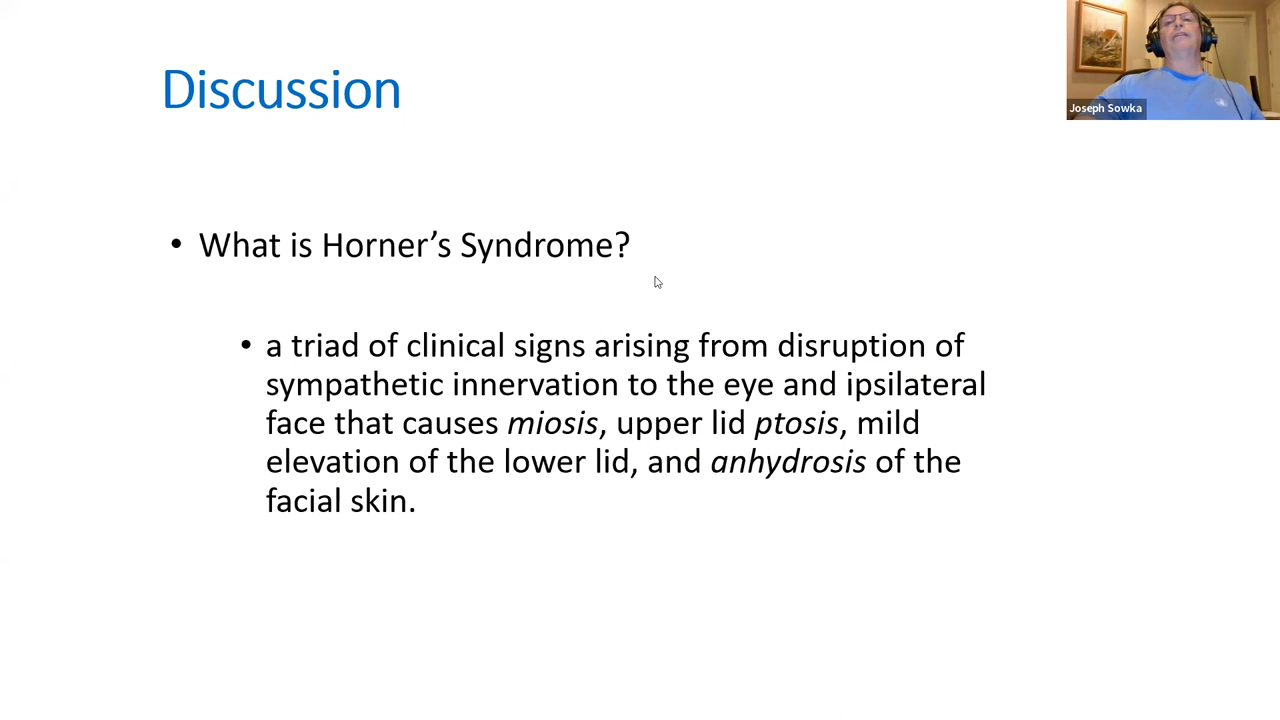 Discussion
Joseph Sowka
• What is Horner’s Syndrome?
• a triad of clinical signs arising from disruption of
sympathetic innervation to the eye and ipsilateral
face that causes miosis, upper lid ptosis, mild
elevation of the lower lid, and anhydrosis of the
facial skin.